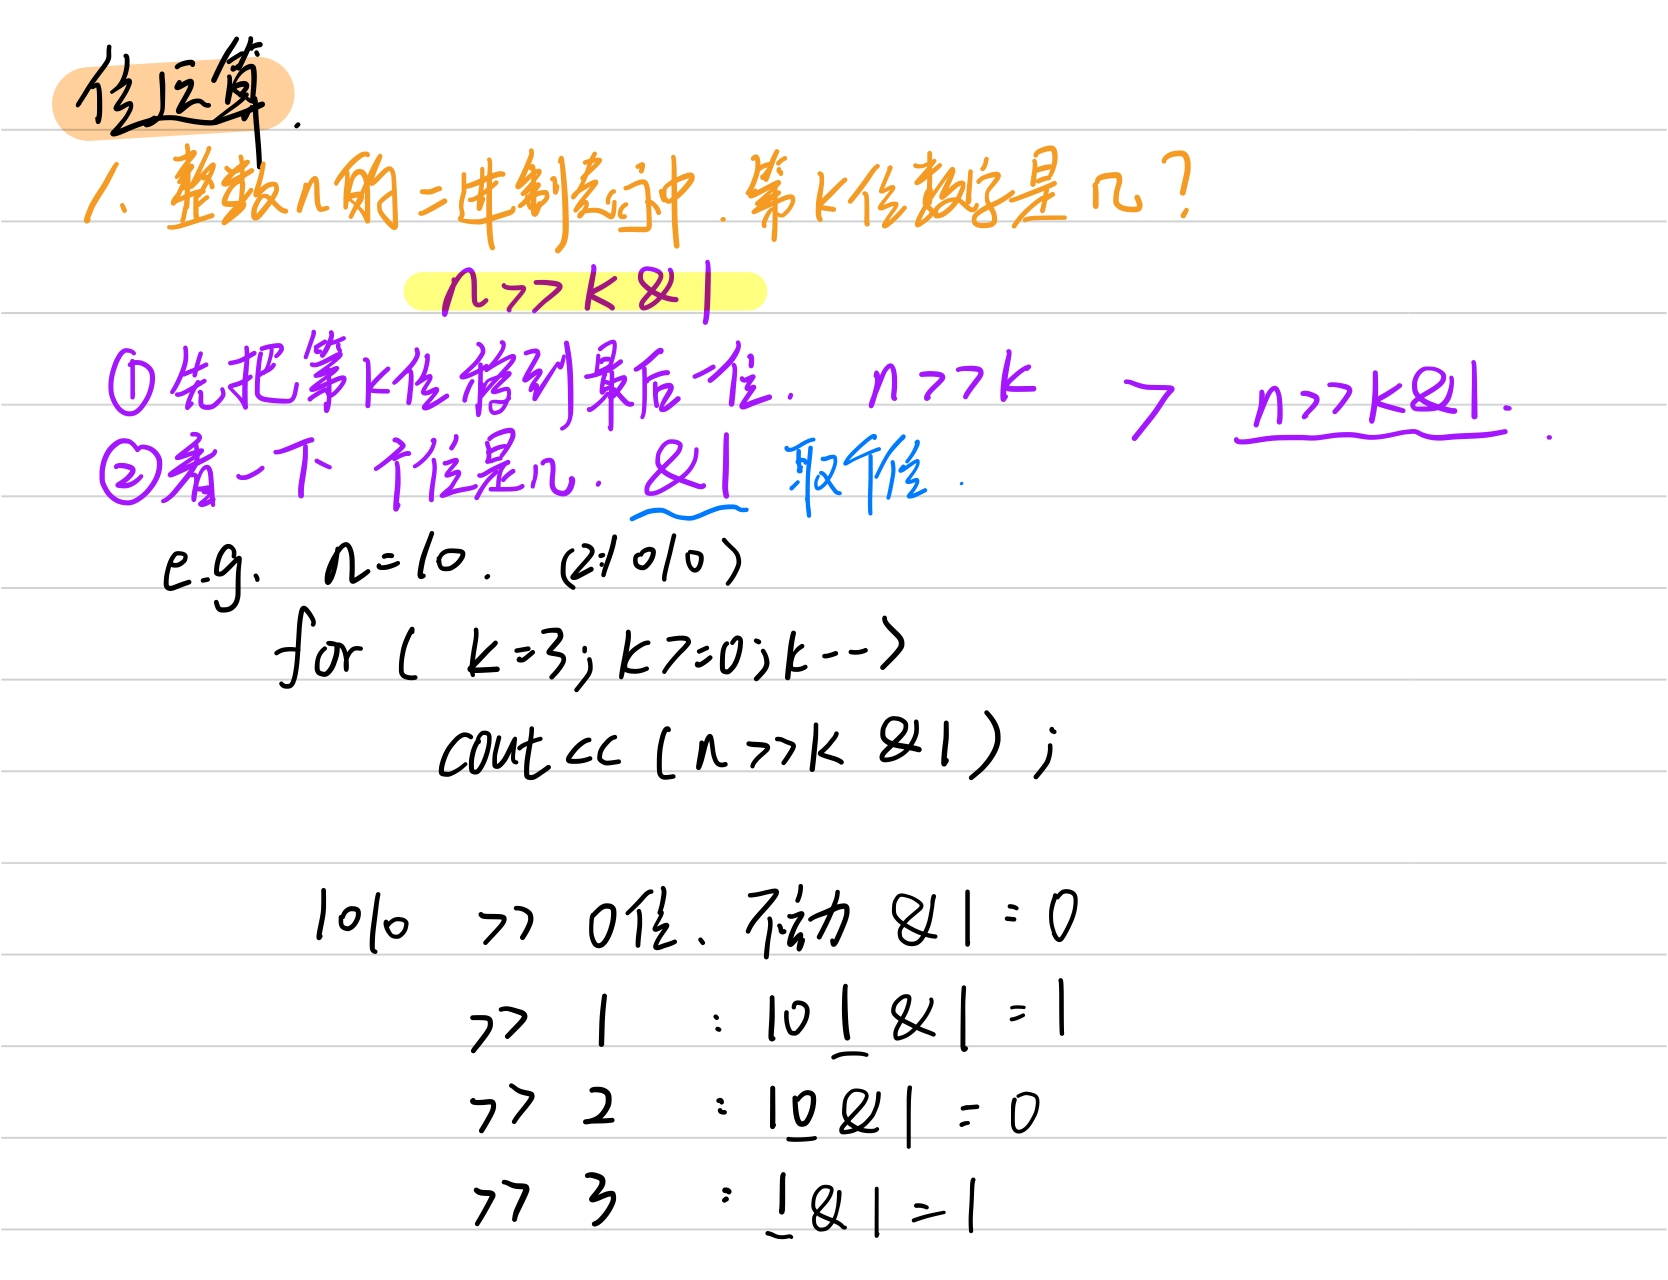 位运算.
1、整数n的二进制表示中.第k位数字是几?
n>>k&1
①先把第k位移到最后一位. n>>k > n>>k&1.
②看一下 个位是几. &1 取个位.
e.g. n=10. (2:1010)
for ( k=3; k>=0; k--)
cout << (n>>k &1);
1010 >> 0位、不动 &1=0
>> 1 : 101&1=1
>> 2 : 10&1=0
>> 3 : 1&1=1